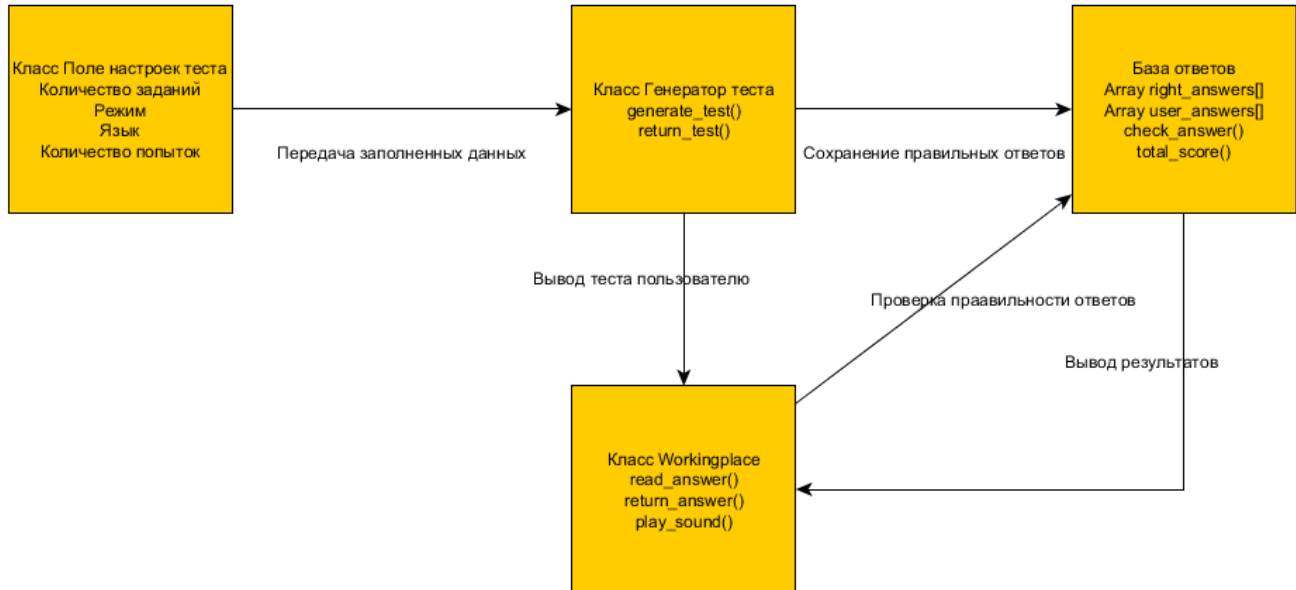 Класс Поле настроек теста
Количество заданий
Режим
Язык
Количество попыток
Передача заполненных данных
Класс Генератор теста
generate_test()
return_test()
Сохранение правильных ответов
База ответов
Array right_answers[]
Array user_answers[]
check_answer()
total_score()
Вывод теста пользователю
Проверка праавильности ответов
Вывод результатов
Класс Workingplace
read_answer()
return_answer()
play_sound()